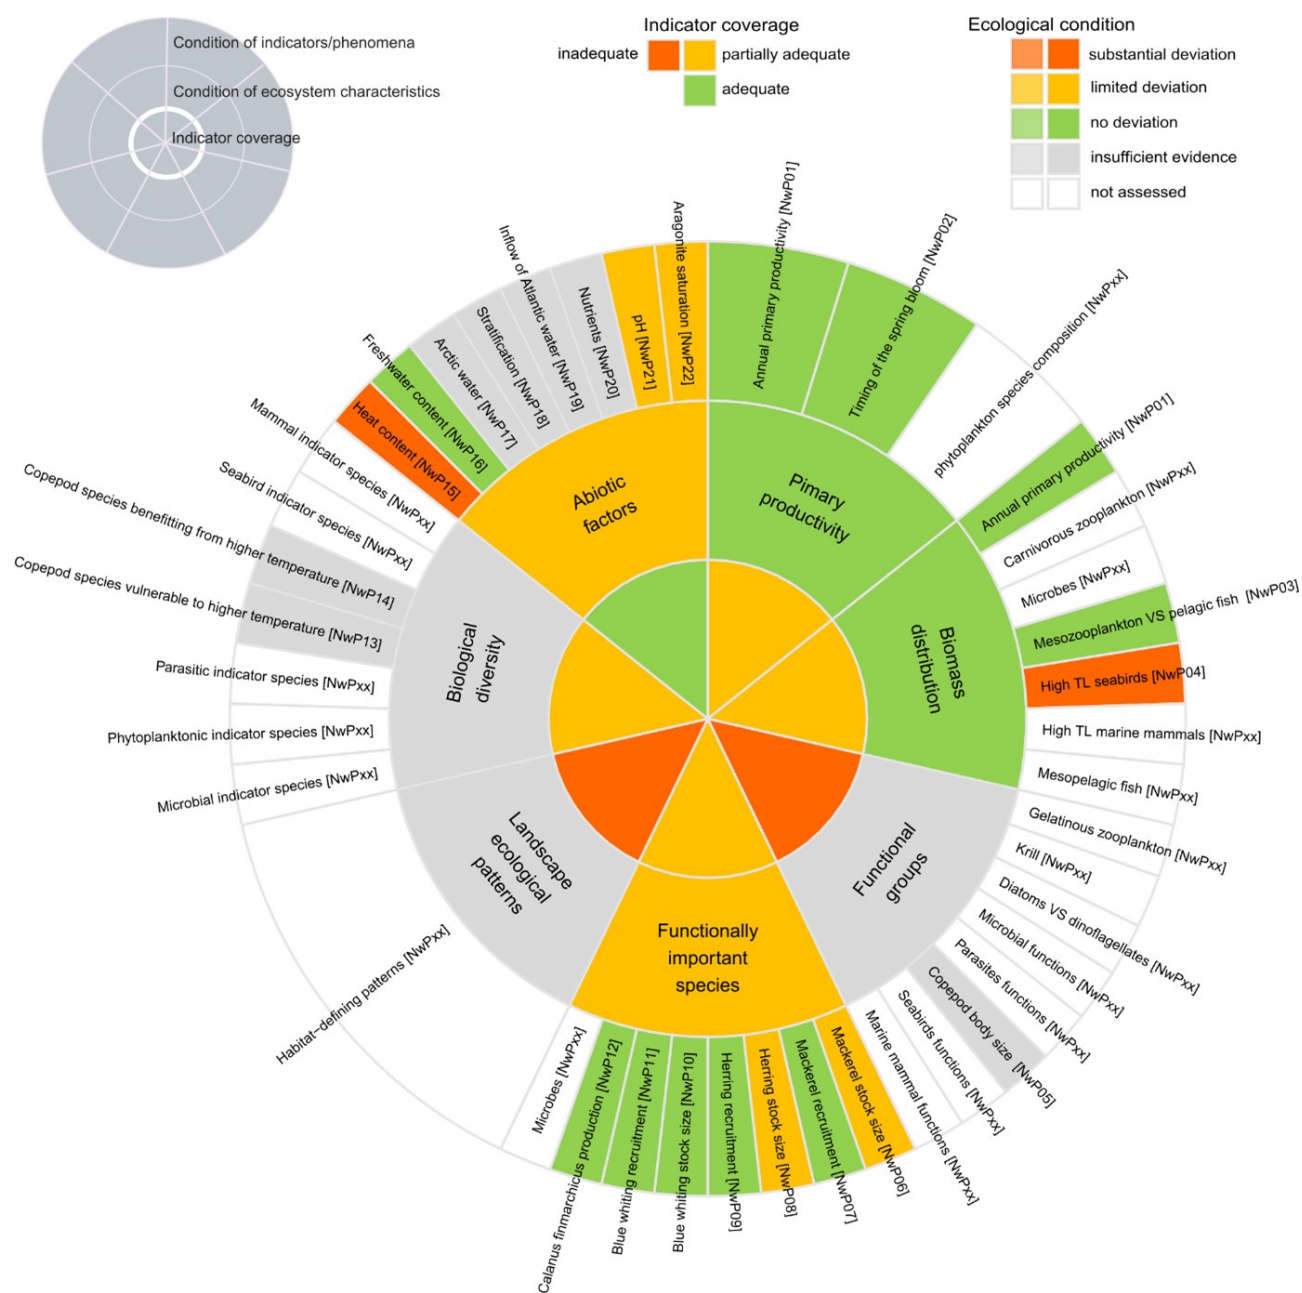 Condition of indicators/phenomena
Condition of ecosystem characteristics
Indicator coverage
Indicator coverage
inadequate
partially adequate
adequate
Ecological condition
substantial deviation
limited deviation
no deviation
insufficient evidence
not assessed
Annual primary productivity [NwP01]
Timing of the spring bloom [NwP02]
phytoplankton species composition [NwPxx]
Annual primary productivity [NwP01]
Carnivorous zooplankton [NwPxx]
Microbes [NwPxx]
Mesozooplankton VS pelagic fish [NwP03]
High TL seabirds [NwP04]
High TL marine mammals [NwPxx]
Mesopelagic fish [NwPxx]
Gelatinous zooplankton [NwPxx]
Krill [NwPxx]
Diatoms VS dinoflagellates [NwPxx]
Microbial functions [NwPxx]
Parasites functions [NwPxx]
Copepod body size [NwP05]
Seabirds functions [NwPxx]
Marine mammal functions [NwPxx]
Mackerel stock size [NwP06]
Mackerel recruitment [NwP07]
Herring stock size [NwP08]
Herring recruitment [NwP09]
Blue whiting stock size [NwP10]
Blue whiting recruitment [NwP11]
Calanus finmarchicus production [NwP12]
Microbes [NwPxx]
Habitat−defining patterns [NwPxx]
Microbial indicator species [NwPxx]
Phytoplanktonic indicator species [NwPxx]
Parasitic indicator species [NwPxx]
Copepod species vulnerable to higher temperature [NwP13]
Copepod species benefitting from higher temperature [NwP14]
Seabird indicator species [NwPxx]
Mammal indicator species [NwPxx]
Heat content [NwP15]
Freshwater content [NwP16]
Arctic water [NwP17]
Stratification [NwP18]
Inflow of Atlantic water [NwP19]
Nutrients [NwP20]
pH [NwP21]
Aragonite saturation [NwP22]
Pimary
productivity
Biomass
distribution
Functional
groups
Functionally
important
species
Landscape
ecological
patterns
Biological
diversity
Abiotic
factors